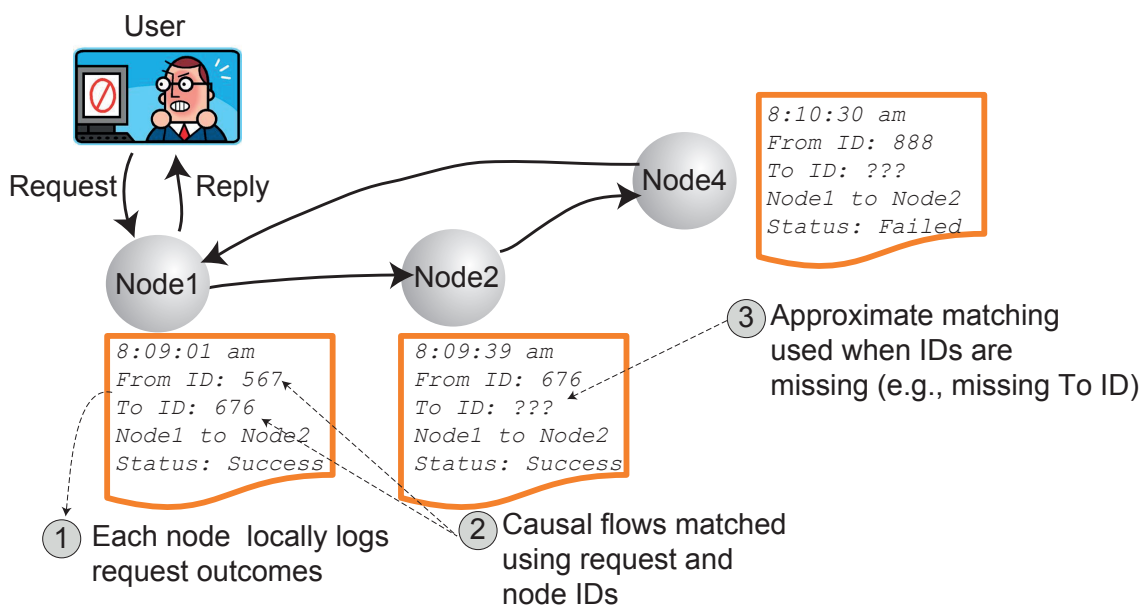 User
Request
Reply
Node1
Node2
Node4
8:10:30 am
From ID: 888
To ID: ???
Node1 to Node2
Status: Failed
8:09:01 am
From ID: 567
To ID: 676
Node1 to Node2
Status: Success
8:09:39 am
From ID: 676
To ID: ???
Node1 to Node2
Status: Success
3 Approximate matching
used when IDs are
missing (e.g., missing To ID)
1 Each node locally logs
request outcomes
2 Causal flows matched
using request and
node IDs